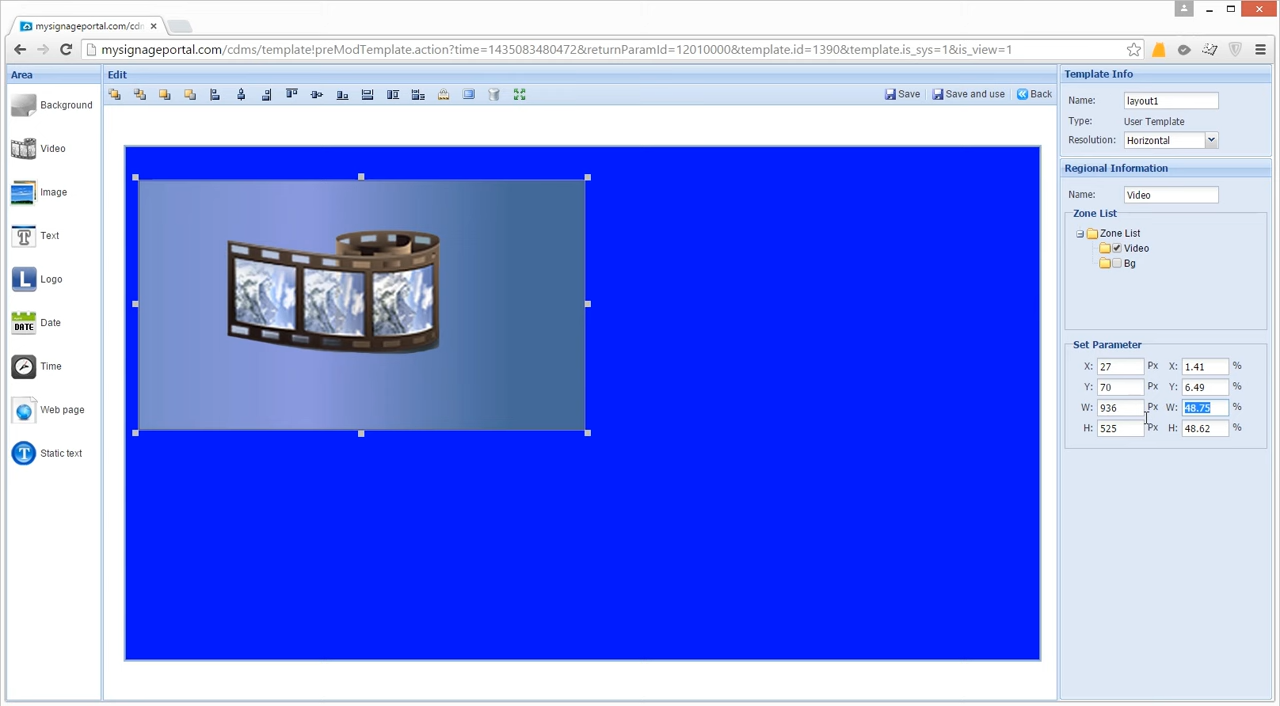 mysignageportal.com/cdm
mysignageportal.com/cdms/template!preModTemplate.action?time=1435083480472&returnParamId=12010000&template.id=1390&template.is_sys=1&is_view=1
Area
Background
Video
Image
T Text
L Logo
DATE Date
Time
Web page
T Static text
Edit
Save Save and use Back
Template Info
Name: layout1
Type: User Template
Resolution: Horizontal
Regional Information
Name: Video
Zone List
Zone List
Video
Bg
Set Parameter
X: 27 Px X: 1.41 %
Y: 70 Px Y: 6.49 %
W: 936 Px W: 48.75 %
H: 525 Px H: 48.62 %